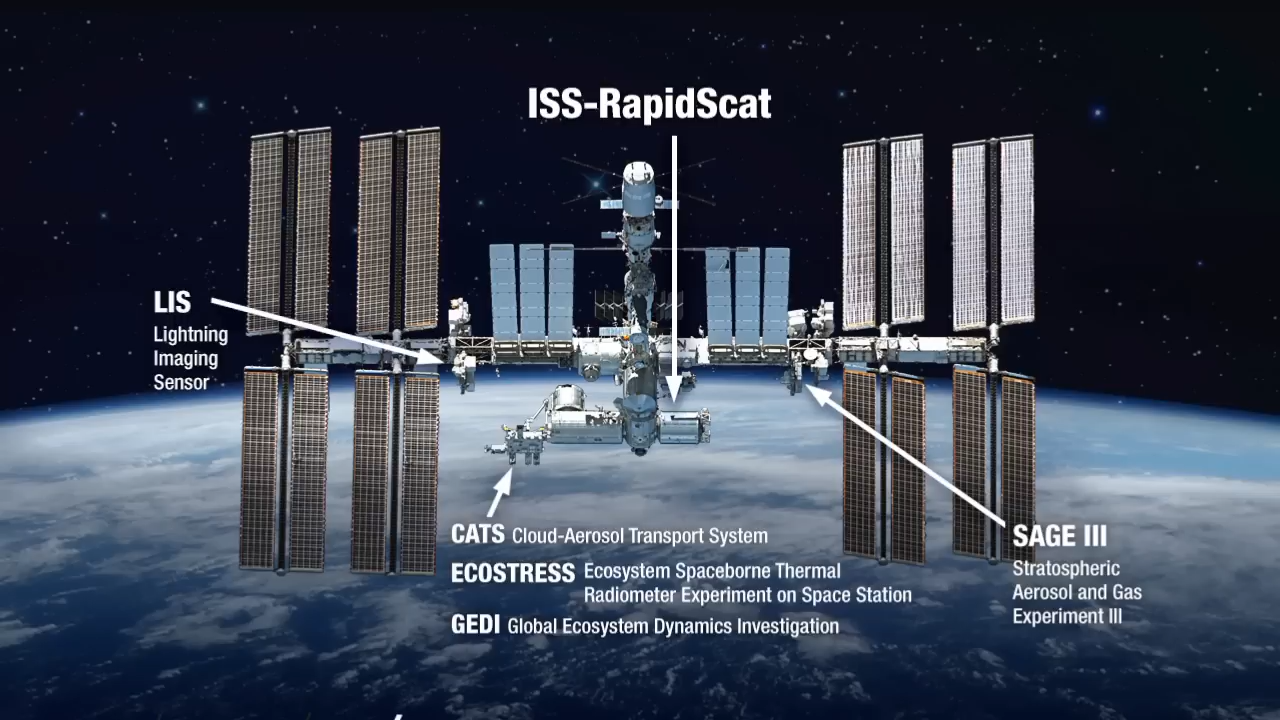 ISS-RapidScat
LIS
Lightning
Imaging
Sensor
CATS Cloud-Aerosol Transport System
ECOSTRESS Ecosystem Spaceborne Thermal
Radiometer Experiment on Space Station
GEDI Global Ecosystem Dynamics Investigation
SAGE III
Stratospheric
Aerosol and Gas
Experiment III